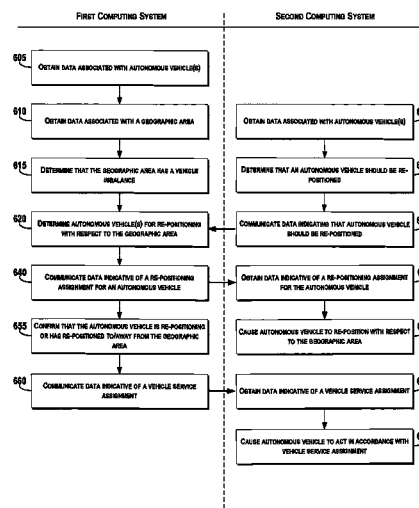 FIRST COMPUTING SYSTEM
SECOND COMPUTING SYSTEM
605
OBTAIN DATA ASSOCIATED WITH AUTONOMOUS VEHICLE(S)
610
OBTAIN DATA ASSOCIATED WITH A GEOGRAPHIC AREA
6
OBTAIN DATA ASSOCIATED WITH AUTONOMOUS VEHICLE(S)
615
DETERMINE THAT THE GEOGRAPHIC AREA HAS A VEHICLE
IMBALANCE
6
DETERMINE THAT AN AUTONOMOUS VEHICLE SHOULD BE RE-
POSITIONED
620
DETERMINE AUTONOMOUS VEHICLE(S) FOR RE-POSITIONING
WITH RESPECT TO THE GEOGRAPHIC AREA
6
COMMUNICATE DATA INDICATING THAT AUTONOMOUS VEHICLE
SHOULD BE RE-POSITIONED
640
COMMUNICATE DATA INDICATIVE OF A RE-POSITIONING
ASSIGNMENT FOR AN AUTONOMOUS VEHICLE
6
OBTAIN DATA INDICATIVE OF A RE-POSITIONING ASSIGNMENT
FOR THE AUTONOMOUS VEHICLE
655
CONFIRM THAT THE AUTONOMOUS VEHICLE IS RE-POSITIONING
OR HAS RE-POSITIONED TO/AWAY FROM THE GEOGRAPHIC
AREA
6
CAUSE AUTONOMOUS VEHICLE TO RE-POSITION WITH RESPECT
TO THE GEOGRAPHIC AREA
660
COMMUNICATE DATA INDICATIVE OF A VEHICLE SERVICE
ASSIGNMENT
6
OBTAIN DATA INDICATIVE OF A VEHICLE SERVICE ASSIGNMENT
6
CAUSE AUTONOMOUS VEHICLE TO ACT IN ACCORDANCE WITH
VEHICLE SERVICE ASSIGNMENT